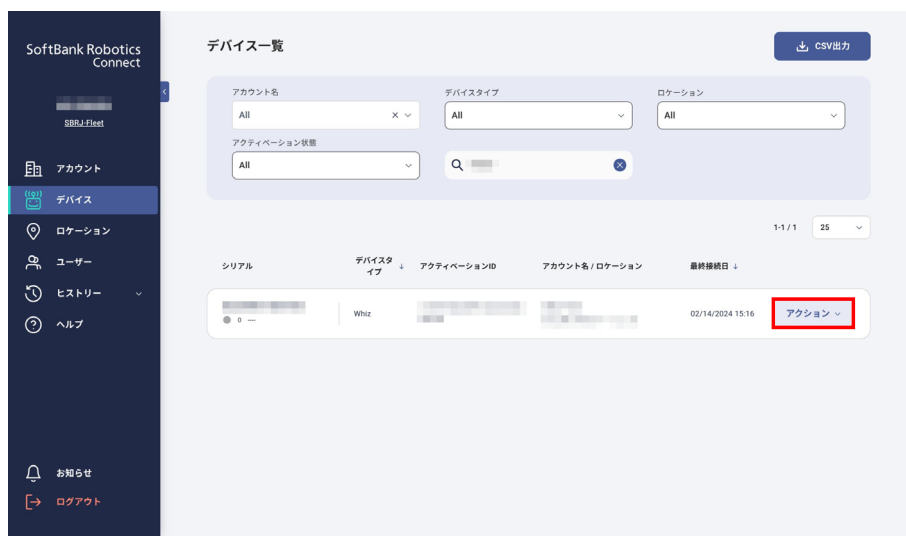 SoftBank Robotics
Connect
SBRJ-Fleet
アカウント
デバイス
ロケーション
ユーザー
ヒストリー
ヘルプ
お知らせ
ログアウト
デバイス一覧
CSV出力
アカウント名
All
デバイスタイプ
All
ロケーション
All
アクティベーション状態
All
1-1 / 1
25
シリアル
デバイスタ
イプ
アクティベーションID
アカウント名 / ロケーション
最終接続日
0 ---
Whiz
02/14/2024 15:16
アクション